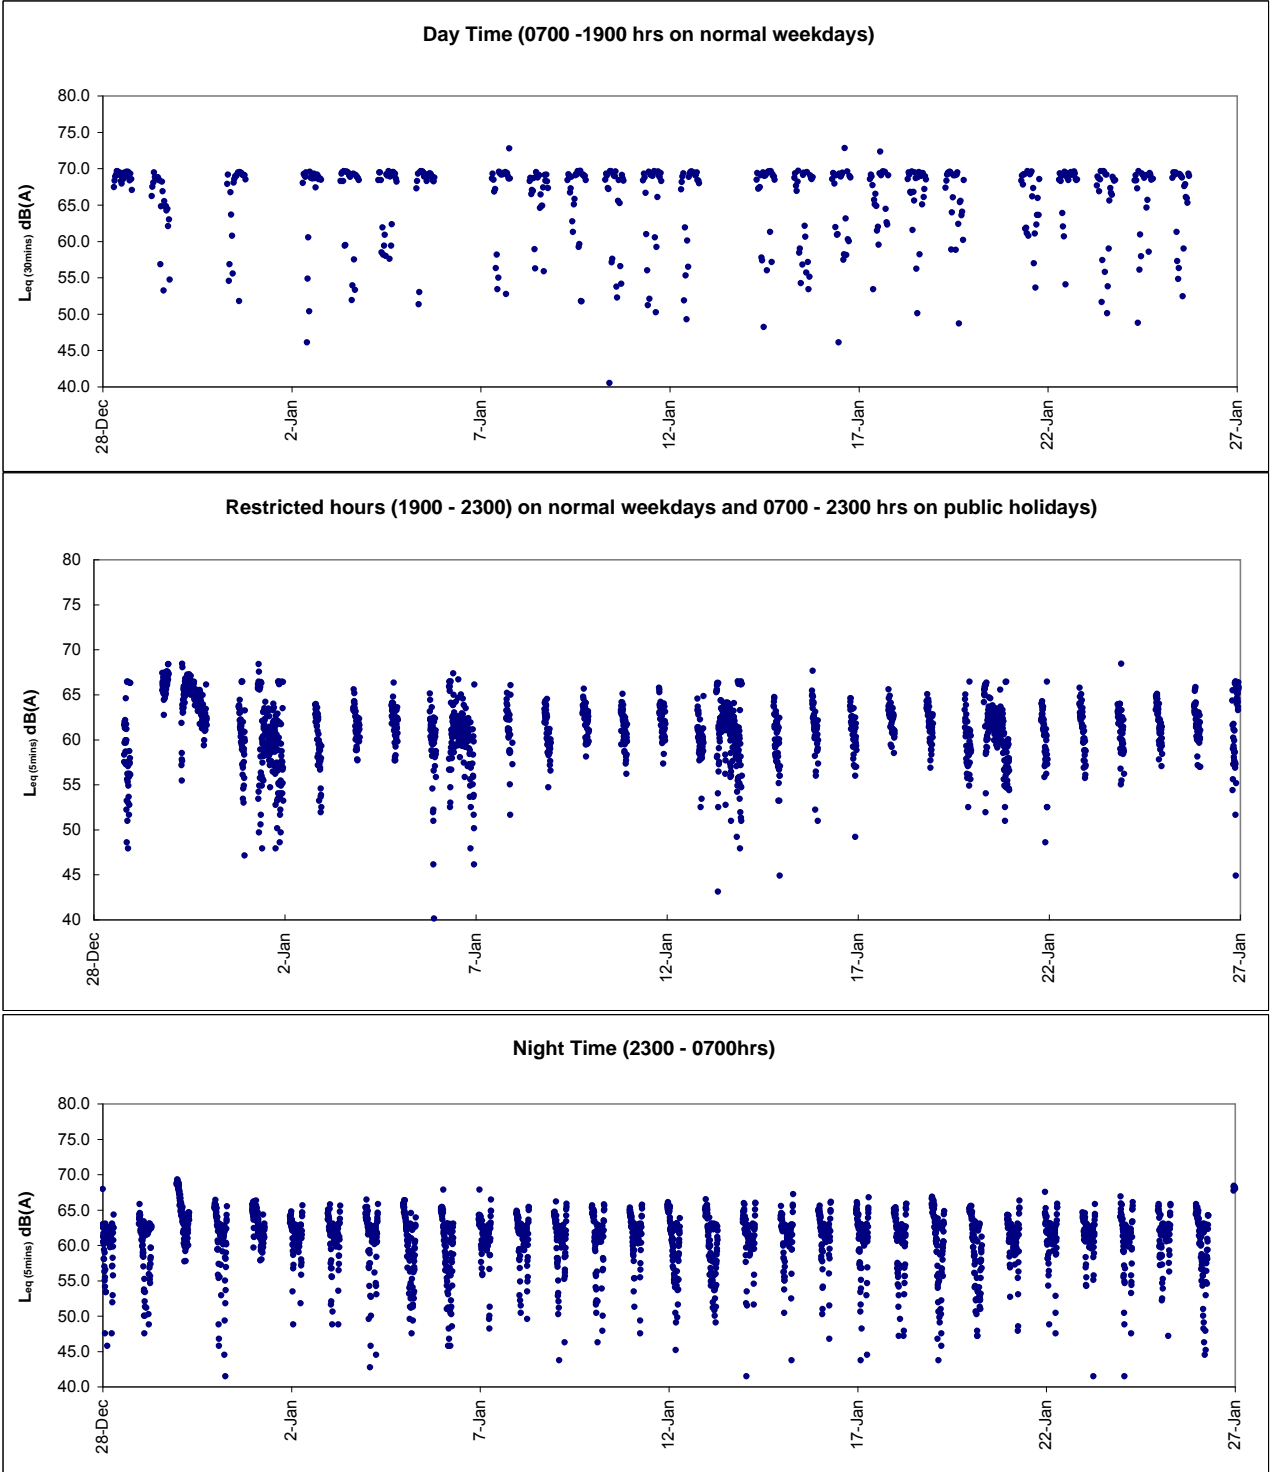 Day Time (0700 -1900 hrs on normal weekdays)
80.0
75.0
70.0
65.0
60.0
55.0
50.0
45.0
40.0
Leq (30mins) dB(A)
28-Dec
2-Jan
7-Jan
12-Jan
17-Jan
22-Jan
27-Jan
Restricted hours (1900 - 2300) on normal weekdays and 0700 - 2300 hrs on public holidays)
80
75
70
65
60
55
50
45
40
Leq (5mins) dB(A)
28-Dec
2-Jan
7-Jan
12-Jan
17-Jan
22-Jan
27-Jan
Night Time (2300 - 0700hrs)
80.0
75.0
70.0
65.0
60.0
55.0
50.0
45.0
40.0
Leq (5mins) dB(A)
28-Dec
2-Jan
7-Jan
12-Jan
17-Jan
22-Jan
27-Jan